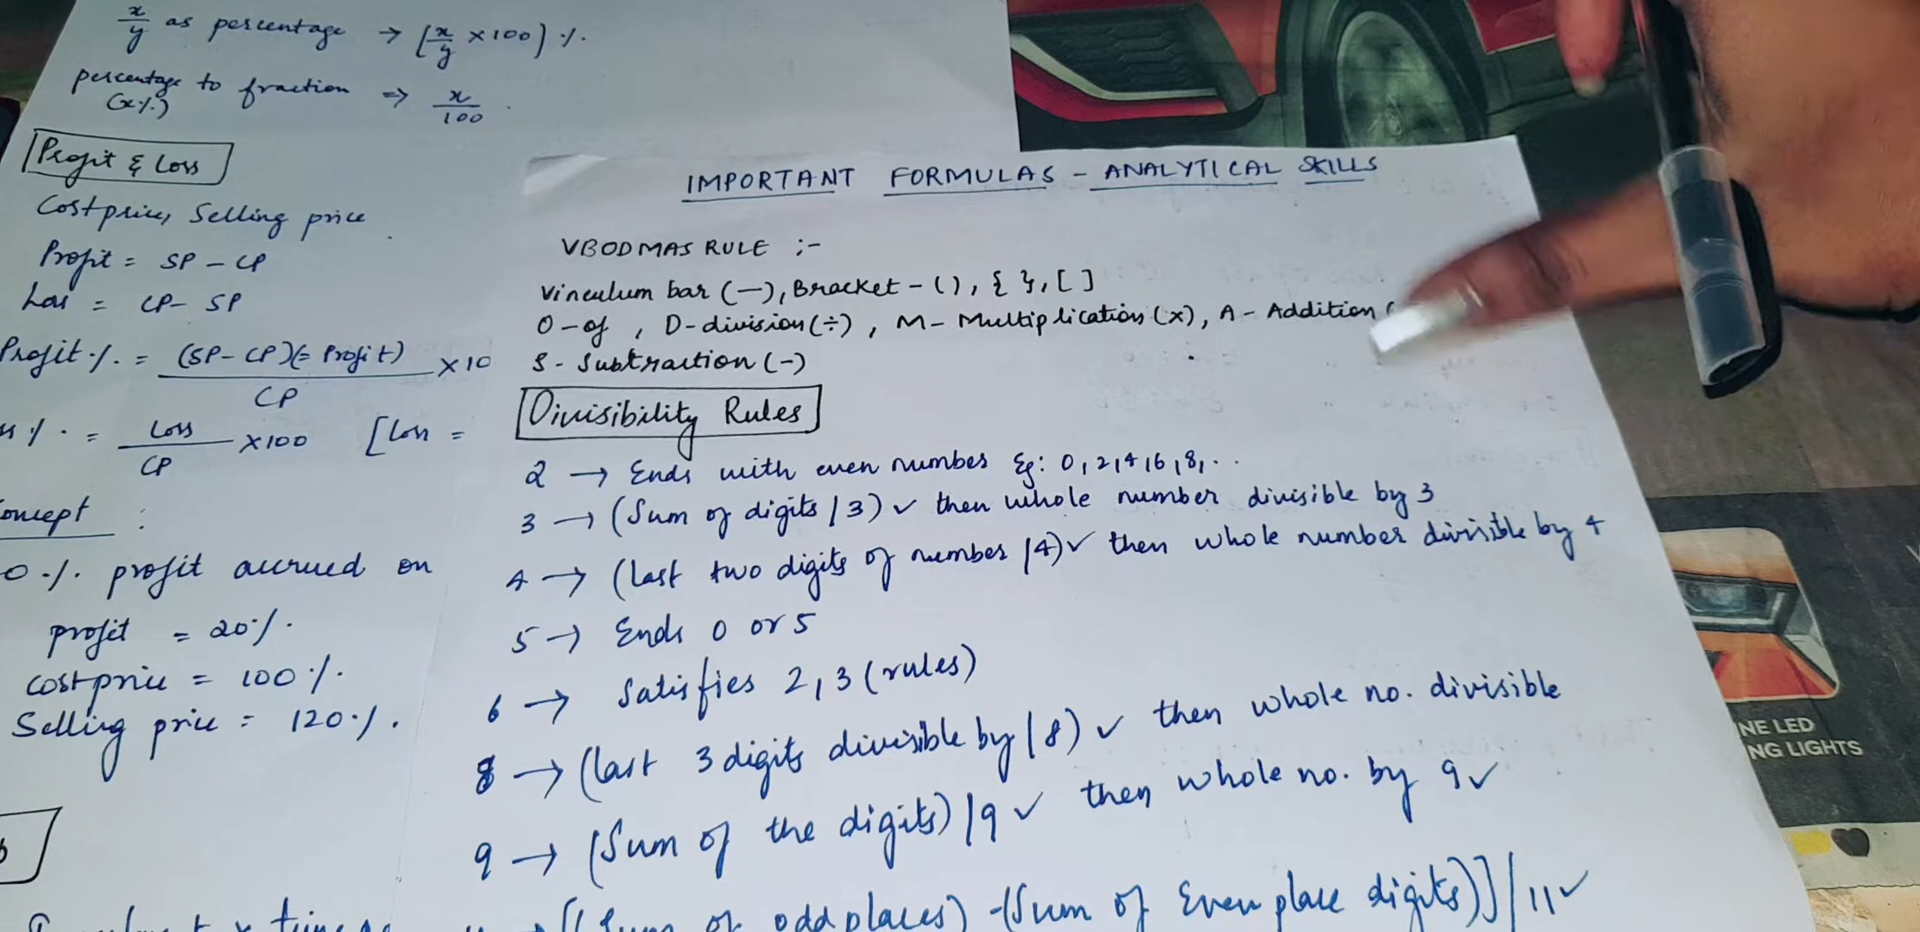 x/y as percentage → [x/y ×100] %.
percentage to fraction ⇒ x/100.
(x%)
Profit & Loss
Costprice, Selling price
Profit = SP – CP
Loss = CP – SP
Profit % = (SP – CP)(= Profit) / CP ×10
% = Loss / CP ×100 [Loss =
oncept :
0 %. profit accrued on
profit = 20%.
Costprice = 100%.
Selling price = 120%.
IMPORTANT FORMULAS – ANALYTICAL SKILLS
VBODMAS RULE :-
Vinculum bar (—), Bracket – ( ), { }, [ ]
O – of , D – division (÷) , M – Multiplication (×), A – Addition (
S - Subtraction (–)
Divisibility Rules
2 → Ends with even number Eg: 0,2,4,6,8,..
3 → (Sum of digits / 3) ✓ then whole number divisible by 3
4 → (last two digits of number /4) ✓ then whole number divisible by 4
5 → Ends 0 or 5
6 → Satisfies 2,3 (rules)
8 → (last 3 digits divisible by / 8) ✓ then whole no. divisible
9 → (Sum of the digits) /9 ✓ then whole no. by 9 ✓
→ [(Sum of odd places) – (Sum of Even place digits)] / 11 ✓
NE LED
NG LIGHTS